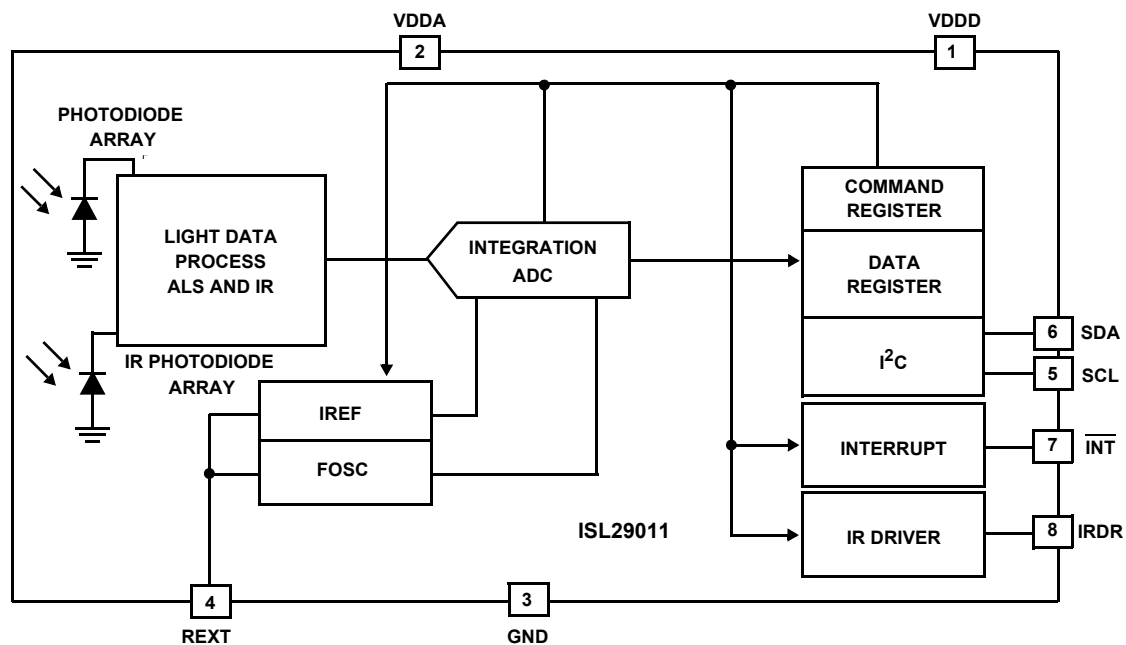 VDDA
VDDD
2
1
PHOTODIODE
ARRAY
COMMAND
REGISTER
LIGHT DATA
PROCESS
ALS AND IR
INTEGRATION
ADC
DATA
REGISTER
6
SDA
I²C
5
SCL
IR PHOTODIODE
ARRAY
IREF
FOSC
INTERRUPT
7
I̅N̅T̅
ISL29011
IR DRIVER
8
IRDR
4
3
REXT
GND